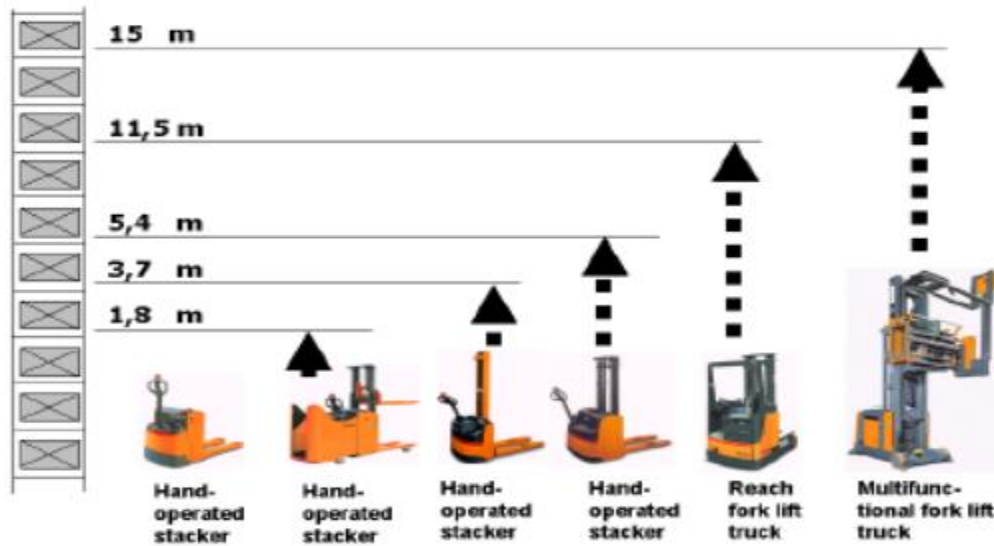 15 m
11,5 m
5,4 m
3,7 m
1,8 m
Hand-
operated
stacker
Hand-
operated
stacker
Hand-
operated
stacker
Hand-
operated
stacker
Reach
fork lift
truck
Multifunc-
tional fork lift
truck